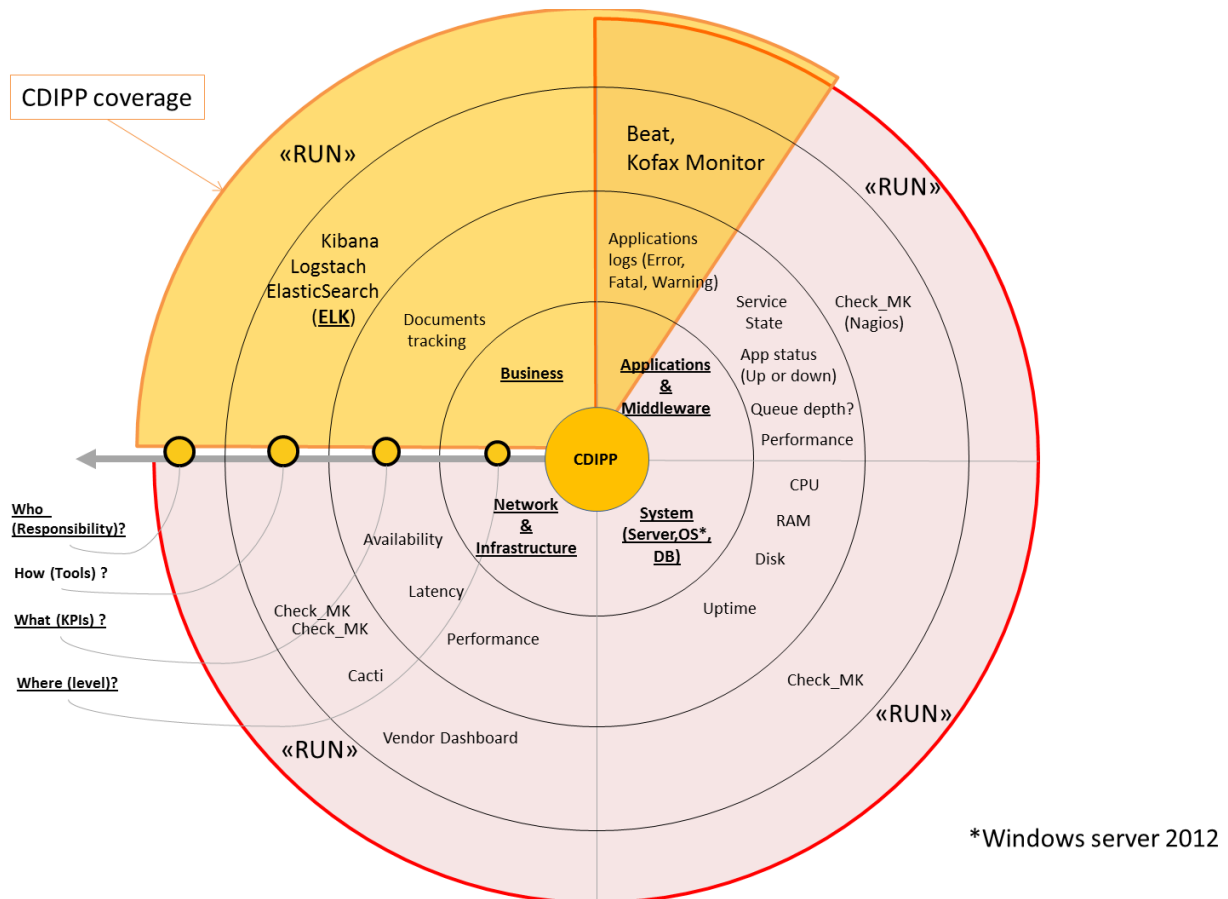 CDIPP coverage
«RUN»
Beat,
Kofax Monitor
«RUN»
Kibana
Logstach
ElasticSearch
(ELK)
Applications
logs (Error,
Fatal, Warning)
Documents
tracking
Service
State
Check_MK
(Nagios)
Business
Applications
&
Middleware
App status
(Up or down)
Queue depth?
Performance
CDIPP
Who
(Responsibility)?
How (Tools) ?
What (KPIs) ?
Where (level)?
Network
&
Infrastructure
System
(Server,OS*,
DB)
CPU
RAM
Disk
Uptime
Availability
Latency
Performance
Check_MK
Check_MK
Cacti
Vendor Dashboard
Check_MK
«RUN»
«RUN»
*Windows server 2012